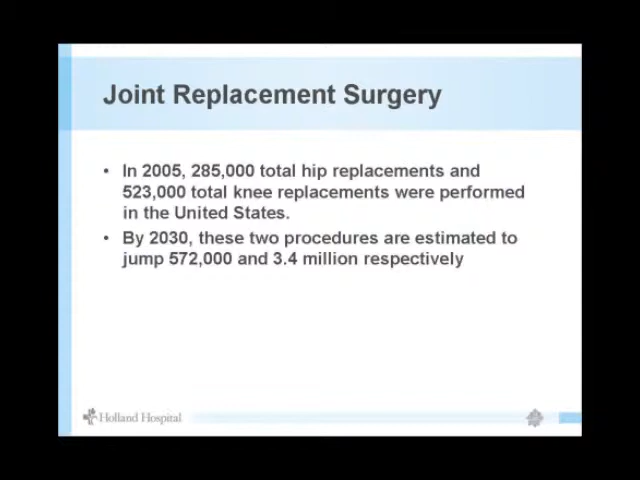 Joint Replacement Surgery
• In 2005, 285,000 total hip replacements and
523,000 total knee replacements were performed
in the United States.
• By 2030, these two procedures are estimated to
jump 572,000 and 3.4 million respectively
Holland Hospital